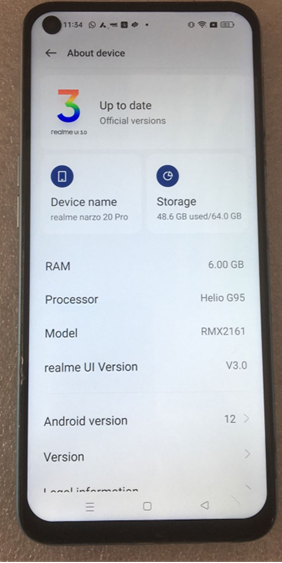 11:34
← About device
3
realme UI 3.0
Up to date
Official versions
Device name
realme narzo 20 Pro
Storage
48.6 GB used/64.0 GB
RAM 6.00 GB
Processor Helio G95
Model RMX2161
realme UI Version V3.0
Android version 12 >
Version >
Legal information